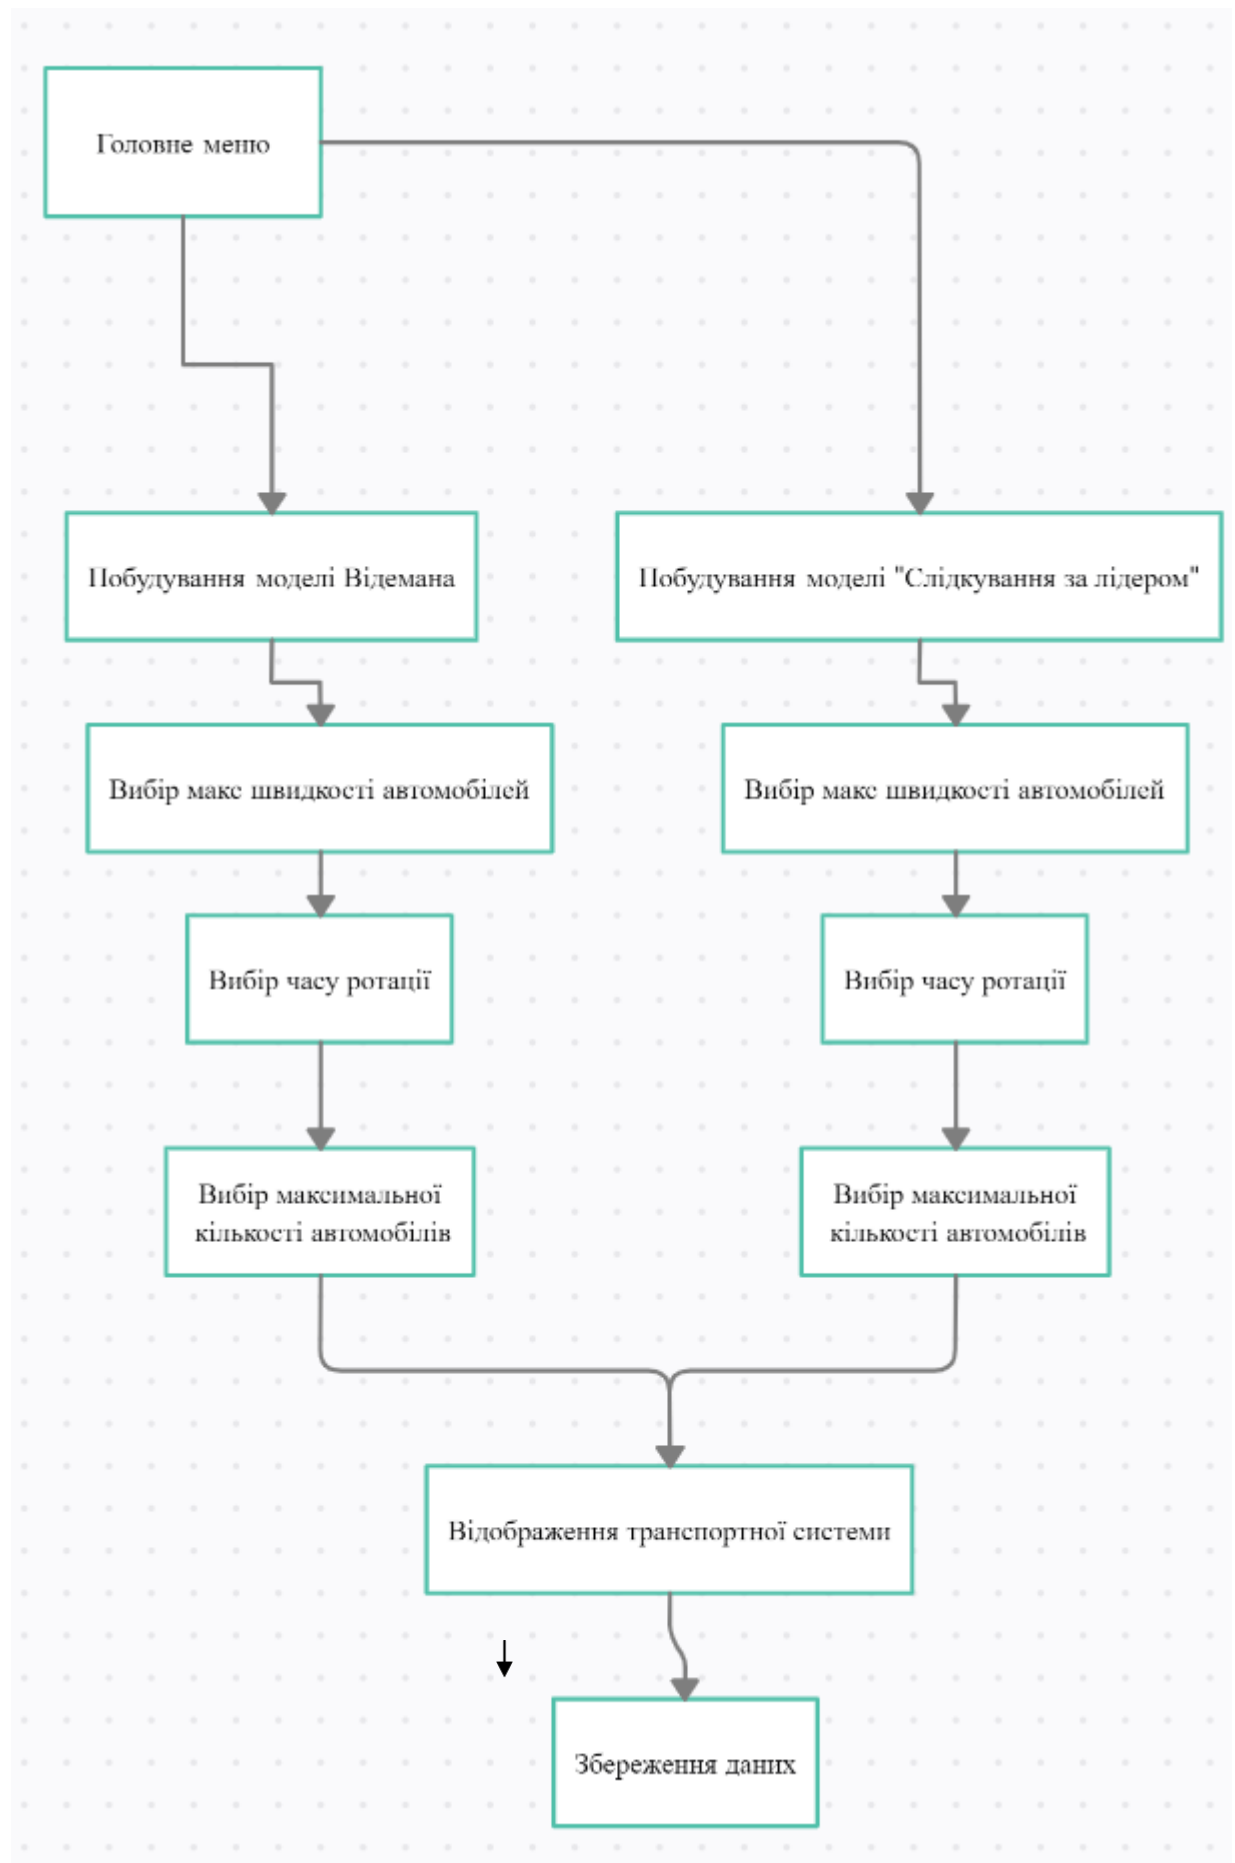 Головне меню
Побудування моделі Відемана
Побудування моделі "Слідкування за лідером"
Вибір макс швидкості автомобілей
Вибір макс швидкості автомобілей
Вибір часу ротації
Вибір часу ротації
Вибір максимальної
кількості автомобілів
Вибір максимальної
кількості автомобілів
Відображення транспортної системи
Збереження даних